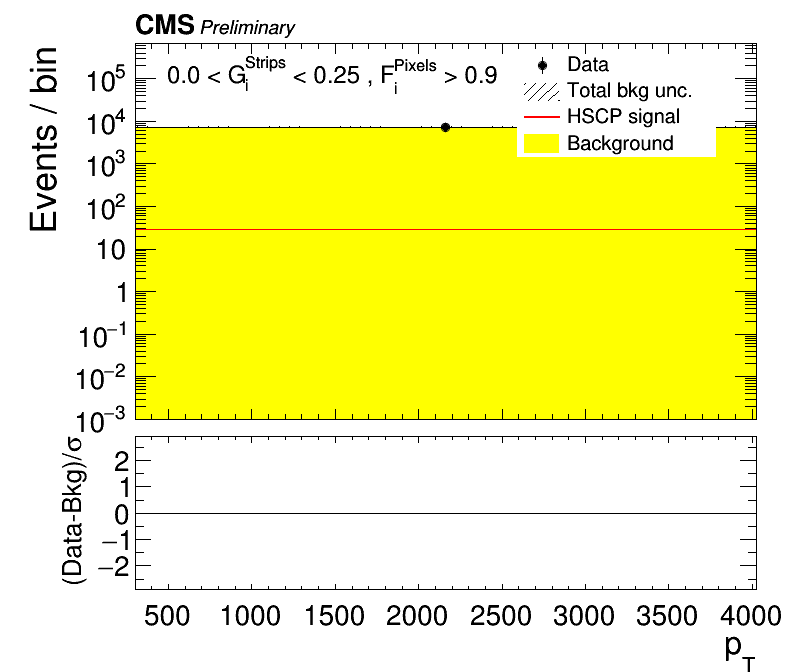 CMS Preliminary
Events / bin
0.0 < G_i^Strips < 0.25 , F_i^Pixels > 0.9
Data
Total bkg unc.
HSCP signal
Background
10^5
10^4
10^3
10^2
10
1
10^−1
10^−2
10^−3
(Data-Bkg)/σ
2
1
0
−1
−2
500 1000 1500 2000 2500 3000 3500 4000
p_T